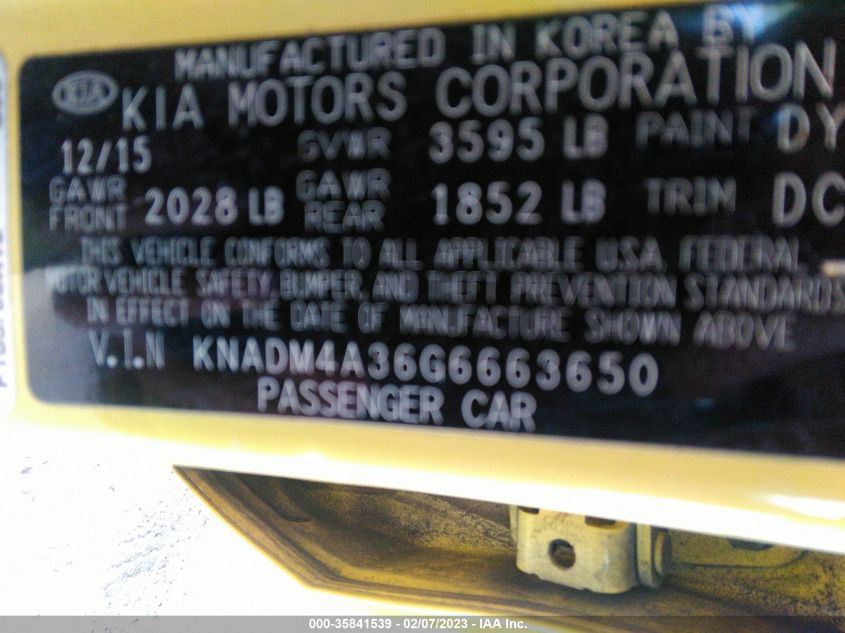 MANUFACTURED IN KOREA BY
KIA KIA MOTORS CORPORATION
12/15 GVWR 3595 LB PAINT DY
GAWR FRONT 2028 LB GAWR REAR 1852 LB TRIM DC
THIS VEHICLE CONFORMS TO ALL APPLICABLE U.S.A. FEDERAL
MOTOR VEHICLE SAFETY, BUMPER, AND THEFT PREVENTION STANDARDS
IN EFFECT ON THE DATE OF MANUFACTURE SHOWN ABOVE
V.I.N KNADM4A36G6663650
PASSENGER CAR
000-35841539 - 02/07/2023 - IAA Inc.